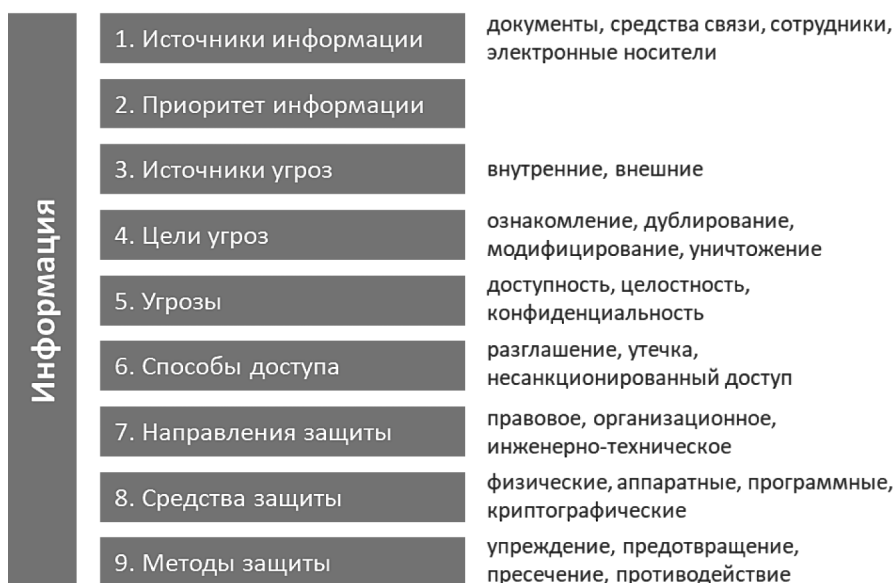 Информация
1. Источники информации
документы, средства связи, сотрудники,
электронные носители
2. Приоритет информации
3. Источники угроз
внутренние, внешние
4. Цели угроз
ознакомление, дублирование,
модифицирование, уничтожение
5. Угрозы
доступность, целостность,
конфиденциальность
6. Способы доступа
разглашение, утечка,
несанкционированный доступ
7. Направления защиты
правовое, организационное,
инженерно-техническое
8. Средства защиты
физические, аппаратные, программные,
криптографические
9. Методы защиты
упреждение, предотвращение,
пресечение, противодействие